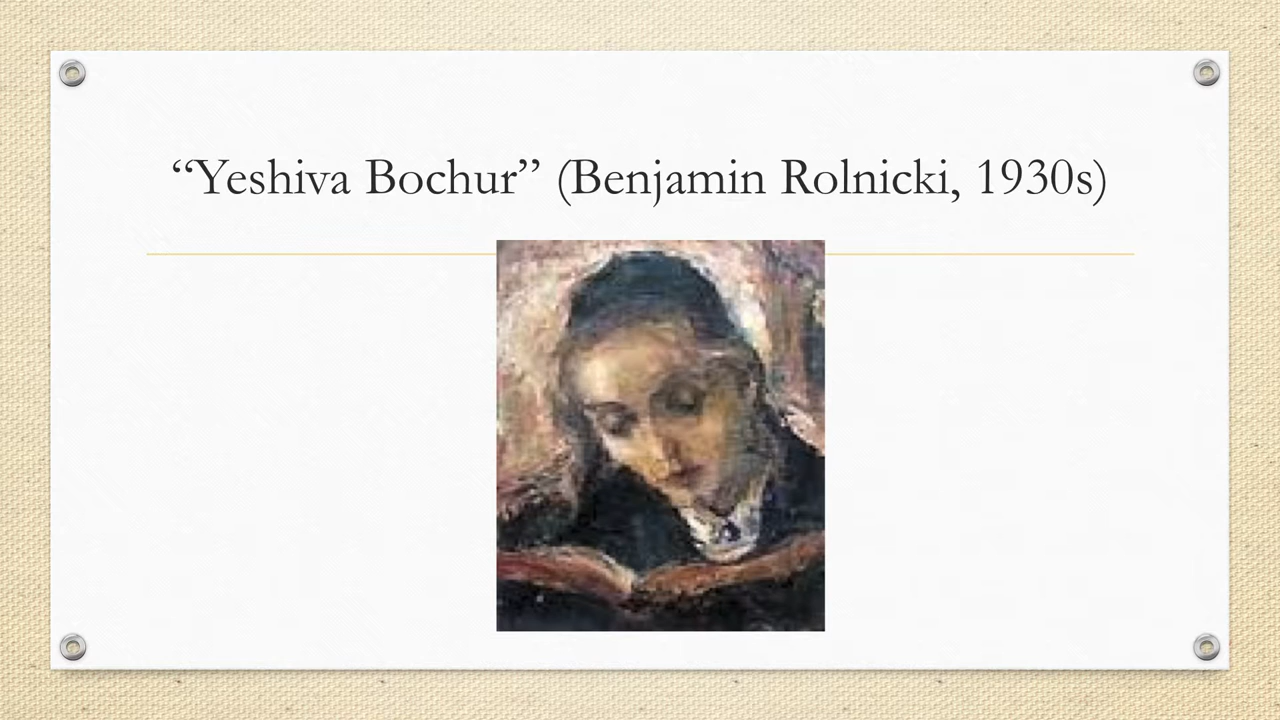 “Yeshiva Bochur” (Benjamin Rolnicki, 1930s)